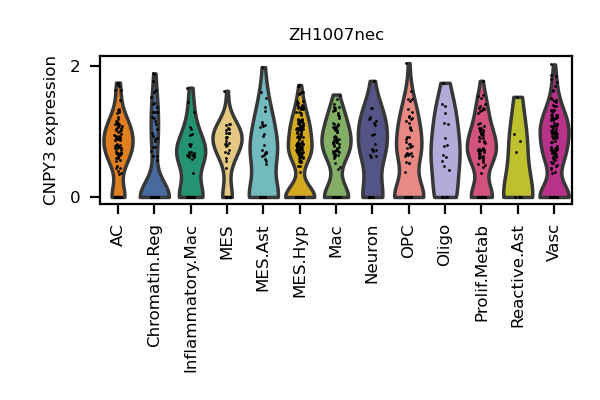 ZH1007nec
CNPY3 expression
2
0
AC
Chromatin.Reg
Inflammatory.Mac
MES
MES.Ast
MES.Hyp
Mac
Neuron
OPC
Oligo
Prolif.Metab
Reactive.Ast
Vasc